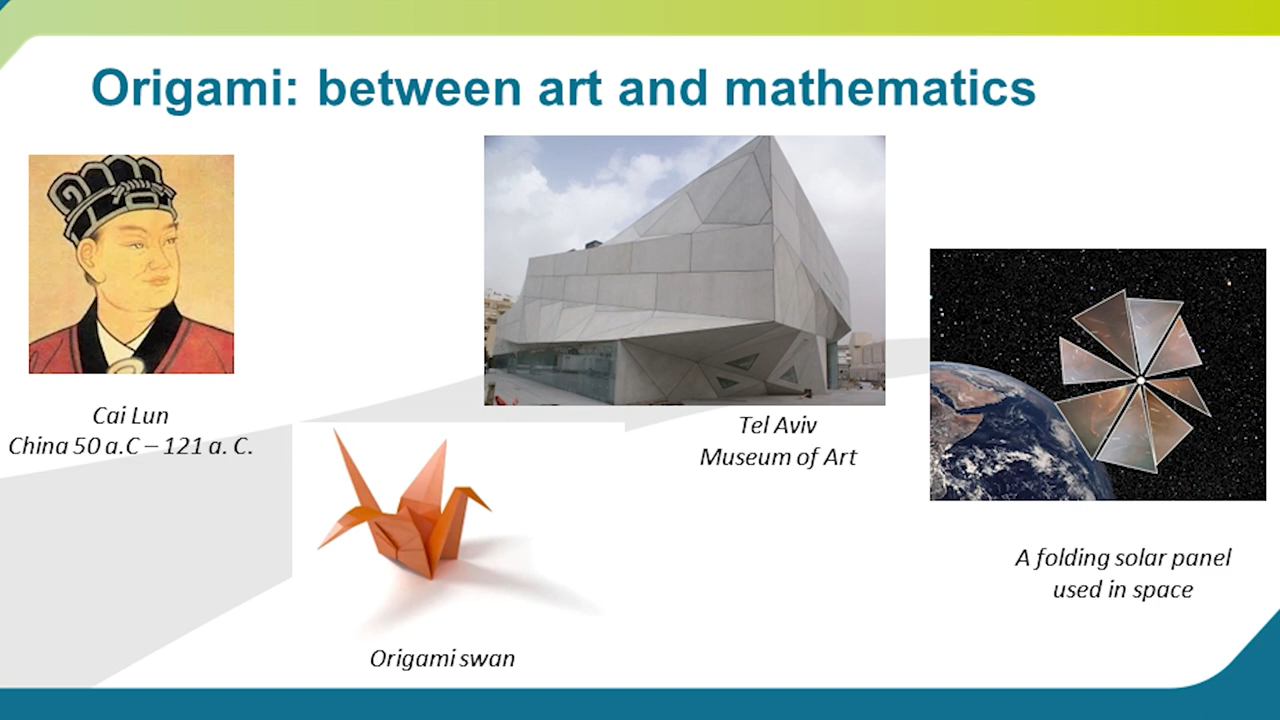 Origami: between art and mathematics
Cai Lun
China 50 a.C – 121 a. C.
Origami swan
Tel Aviv
Museum of Art
A folding solar panel
used in space